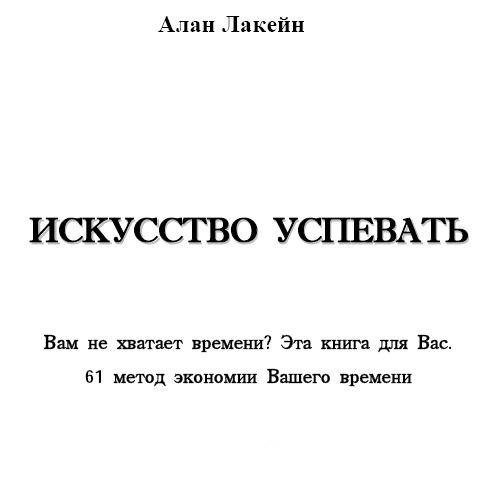 Алан Лакейн
ИСКУССТВО УСПЕВАТЬ
Вам не хватает времени? Эта книга для Вас.
61 метод экономии Вашего времени